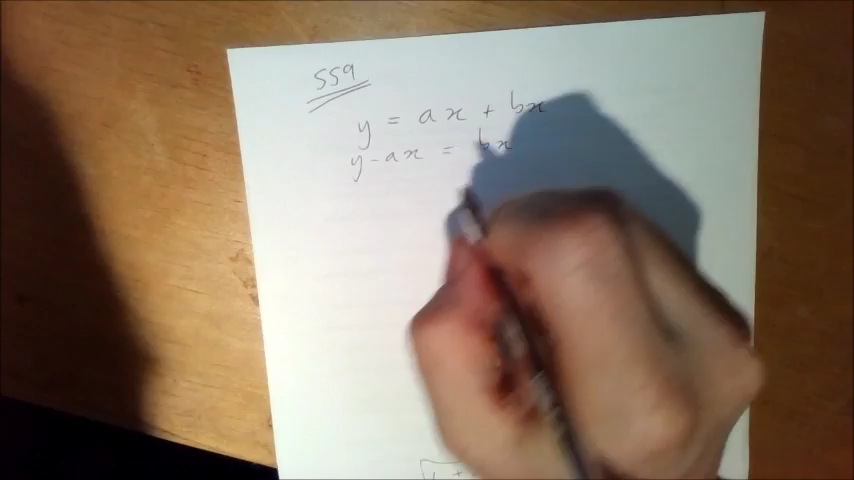 559
y = ax + bx
y - ax = bx